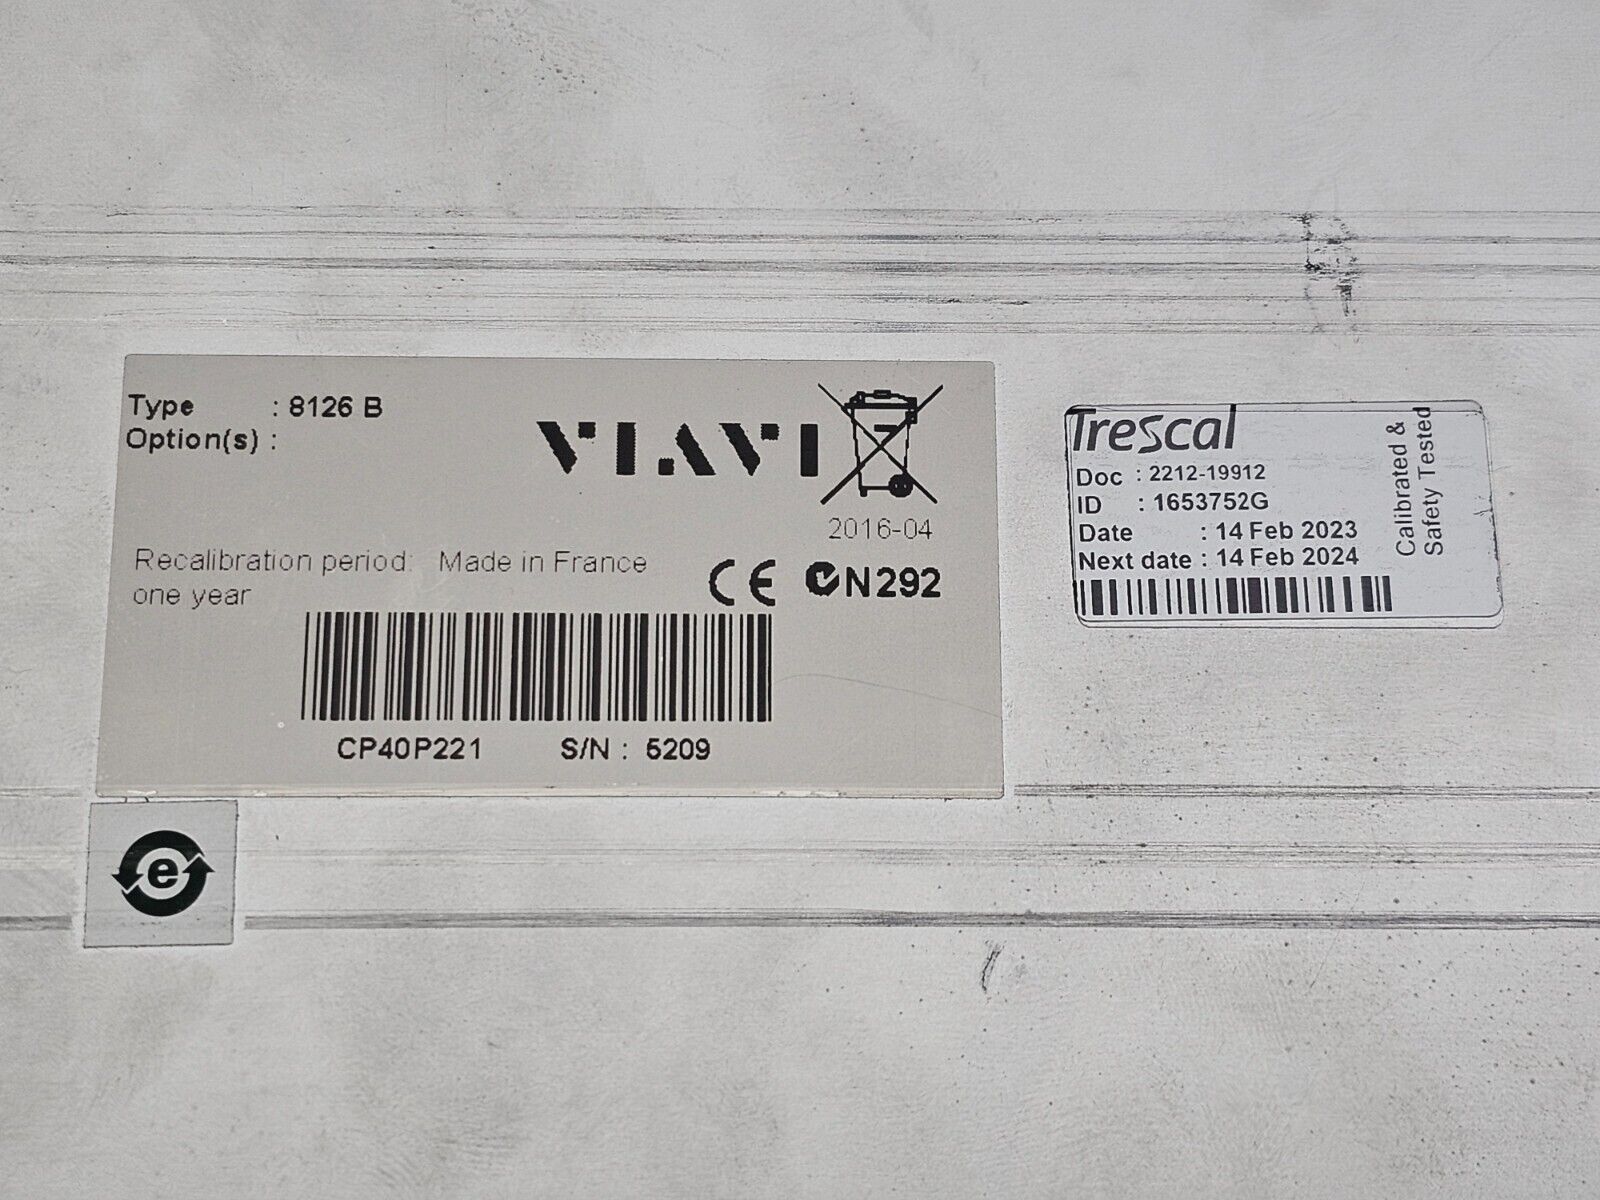 Type : 8126 B
Option(s) :
VIAVI
2016-04
Recalibration period: Made in France
one year
CE N292
CP40P221 S/N : 5209
e
Trescal
Doc : 2212-19912
ID : 1653752G
Date : 14 Feb 2023
Next date : 14 Feb 2024
Calibrated &
Safety Tested